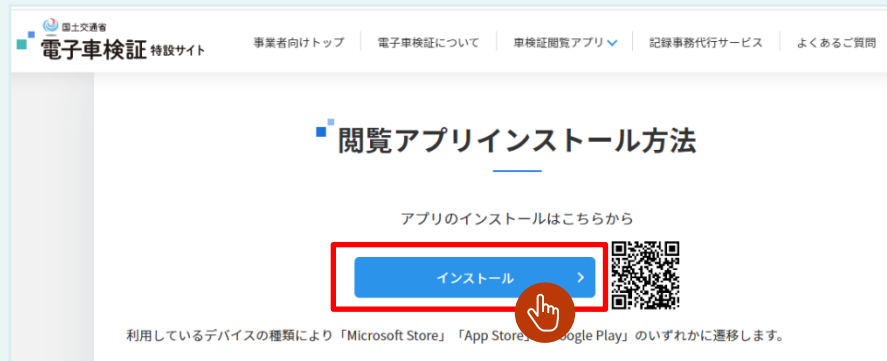 国土交通省
電子車検証 特設サイト
事業者向けトップ
電子車検証について
車検証閲覧アプリ
記録事務代行サービス
よくあるご質問
閲覧アプリインストール方法
アプリのインストールはこちらから
インストール
利用しているデバイスの種類により「Microsoft Store」「App Store oogle Play」のいずれかに遷移します。